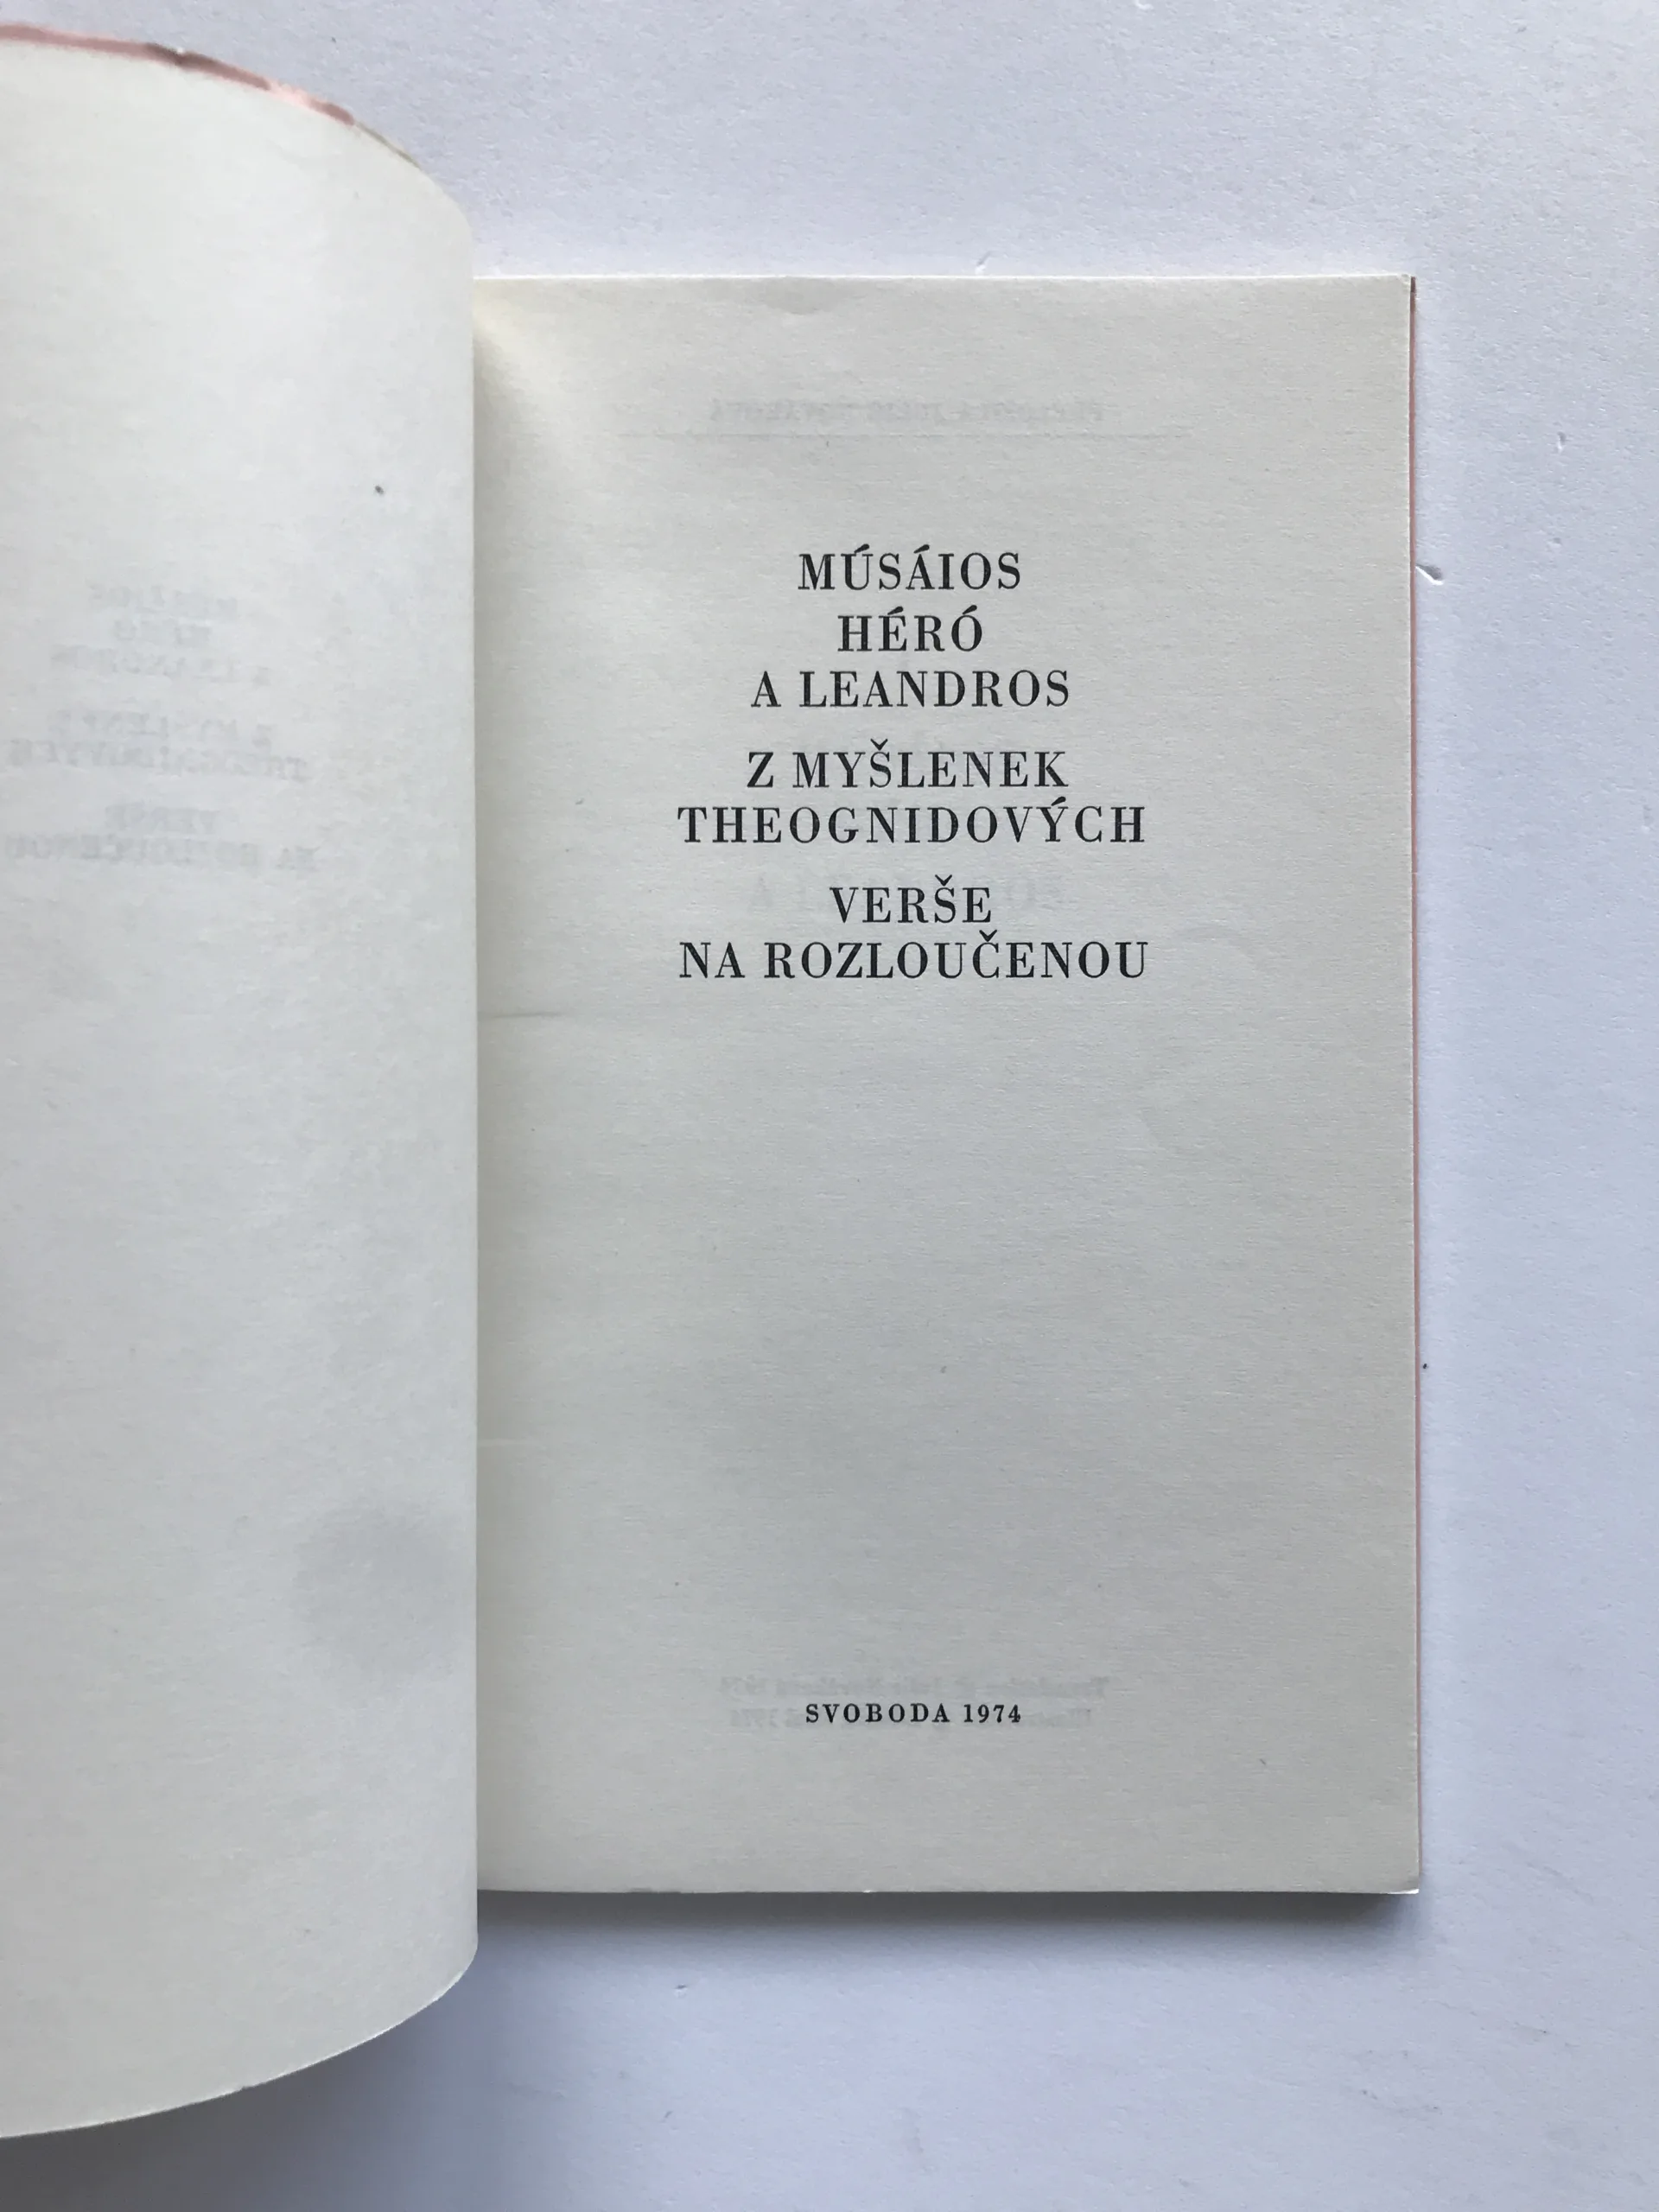 MÚSÁIOS
HÉRÓ
A LEANDROS
Z MYŠLENEK
THEOGNIDOVÝCH
VERŠE
NA ROZLOUČENOU
SVOBODA 1974